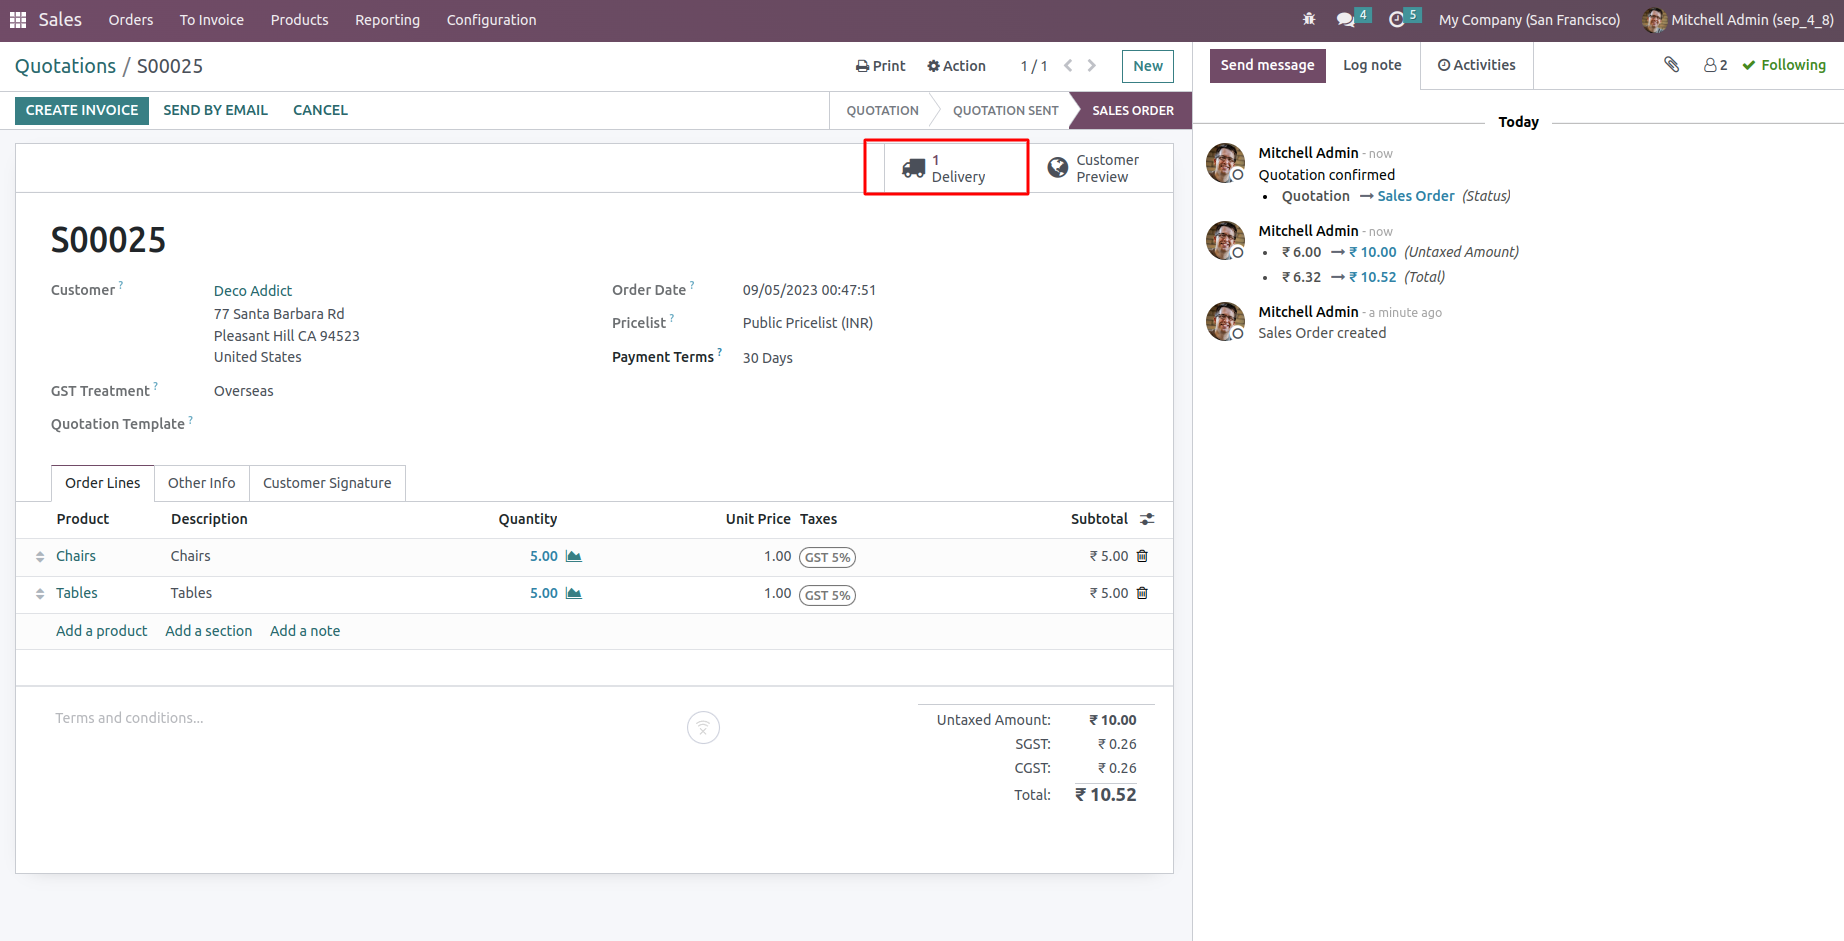 Sales Orders To Invoice Products Reporting Configuration 4 5 My Company (San Francisco) Mitchell Admin (sep_4_8)
Quotations / S00025 Print Action 1 / 1 New
CREATE INVOICE SEND BY EMAIL CANCEL QUOTATION QUOTATION SENT SALES ORDER
1
Delivery
Customer
Preview
S00025
Customer ? Deco Addict
77 Santa Barbara Rd
Pleasant Hill CA 94523
United States
GST Treatment ? Overseas
Quotation Template ?
Order Date ? 09/05/2023 00:47:51
Pricelist ? Public Pricelist (INR)
Payment Terms ? 30 Days
Order Lines Other Info Customer Signature
Product Description Quantity Unit Price Taxes Subtotal
Chairs Chairs 5.00 1.00 GST 5% ₹ 5.00
Tables Tables 5.00 1.00 GST 5% ₹ 5.00
Add a product Add a section Add a note
Terms and conditions...
Untaxed Amount: ₹ 10.00
SGST: ₹ 0.26
CGST: ₹ 0.26
Total: ₹ 10.52
Send message Log note Activities 2 Following
Today
Mitchell Admin - now
Quotation confirmed
• Quotation → Sales Order (Status)
Mitchell Admin - now
• ₹ 6.00 → ₹ 10.00 (Untaxed Amount)
• ₹ 6.32 → ₹ 10.52 (Total)
Mitchell Admin - a minute ago
Sales Order created